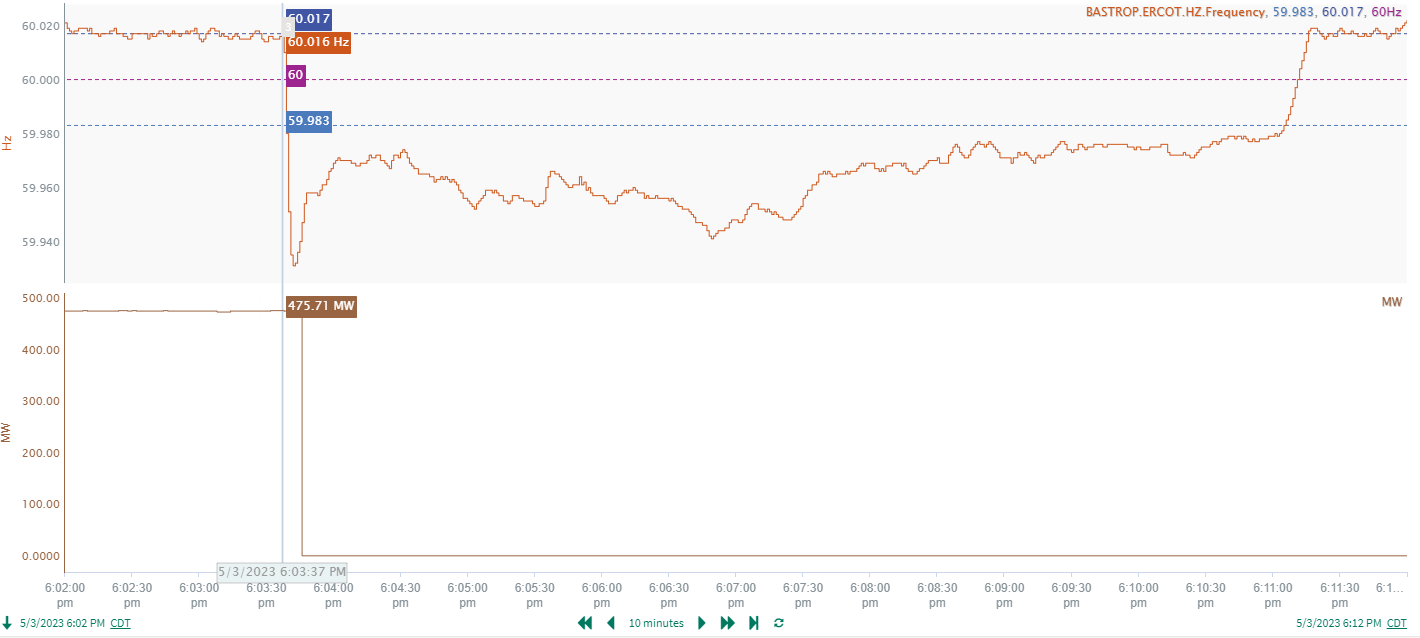 BASTROP.ERCOT.HZ.Frequency, 59.983, 60.017, 60Hz
60.017
60.020
3
60.016 Hz
60
60.000
59.983
59.980
Hz
59.960
59.940
500.00
475.71 MW
MW
400.00
300.00
MW
200.00
100.00
0.0000
5/3/2023 6:03:37 PM
6:02:00 pm
6:02:30 pm
6:03:00 pm
6:03:30 pm
6:04:00 pm
6:04:30 pm
6:05:00 pm
6:05:30 pm
6:06:00 pm
6:06:30 pm
6:07:00 pm
6:07:30 pm
6:08:00 pm
6:08:30 pm
6:09:00 pm
6:09:30 pm
6:10:00 pm
6:10:30 pm
6:11:00 pm
6:11:30 pm
6:1... pm
5/3/2023 6:02 PM CDT
10 minutes
5/3/2023 6:12 PM CDT